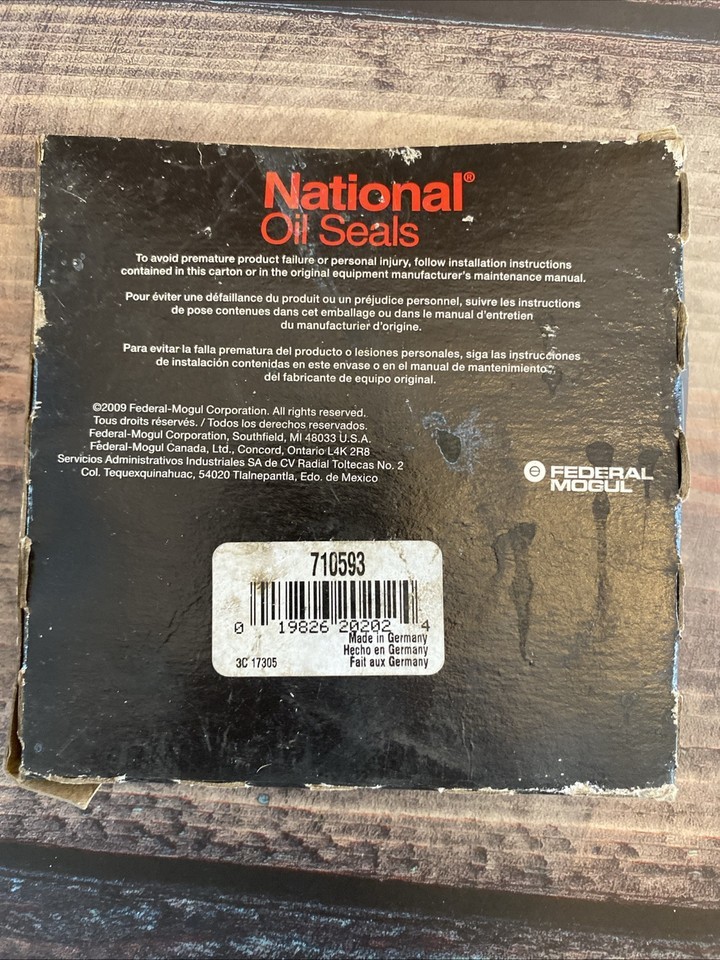 National®
Oil Seals
To avoid premature product failure or personal injury, follow installation instructions
contained in this carton or in the original equipment manufacturer's maintenance manual.
Pour éviter une défaillance du produit ou un préjudice personnel, suivre les instructions
de pose contenues dans cet emballage ou dans le manual d'entretien
du manufacturier d'origine.
Para evitar la falla prematura del producto o lesiones personales, siga las instrucciones
de instalación contenidas en este envase o en el manual de mantenimiento
del fabricante de equipo original.
©2009 Federal-Mogul Corporation. All rights reserved.
Tous droits réservés. / Todos los derechos reservados.
Federal-Mogul Corporation, Southfield, MI 48033 U.S.A.
Federal-Mogul Canada, Ltd., Concord, Ontario L4K 2R8
Servicios Administrativos Industriales SA de CV Radial Toltecas No. 2
Col. Tequexquinahuac, 54020 Tlalnepantla, Edo. de Mexico
FEDERAL
MOGUL
710593
0 19826 20202 4
Made in Germany
Hecho en Germany
3C 17305 Fait aux Germany